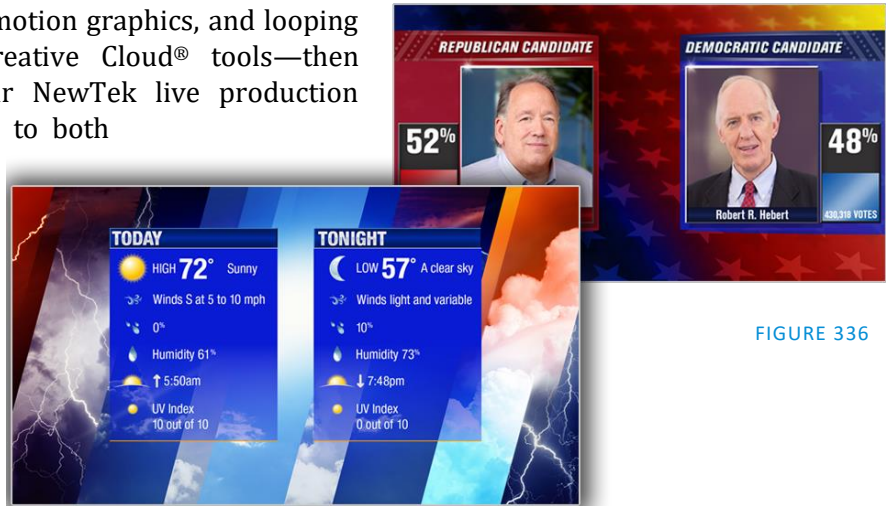 motion graphics, and looping
reative Cloud® tools—then
r NewTek live production
to both
REPUBLICAN CANDIDATE
DEMOCRATIC CANDIDATE
52%
48%
Robert R. Hebert
430,318 VOTES
TODAY
HIGH 72° Sunny
Winds S at 5 to 10 mph
0%
Humidity 61%
↑ 5:50am
UV Index
10 out of 10
TONIGHT
LOW 57° A clear sky
Winds light and variable
10%
Humidity 73%
↓ 7:48pm
UV Index
0 out of 10
FIGURE 336